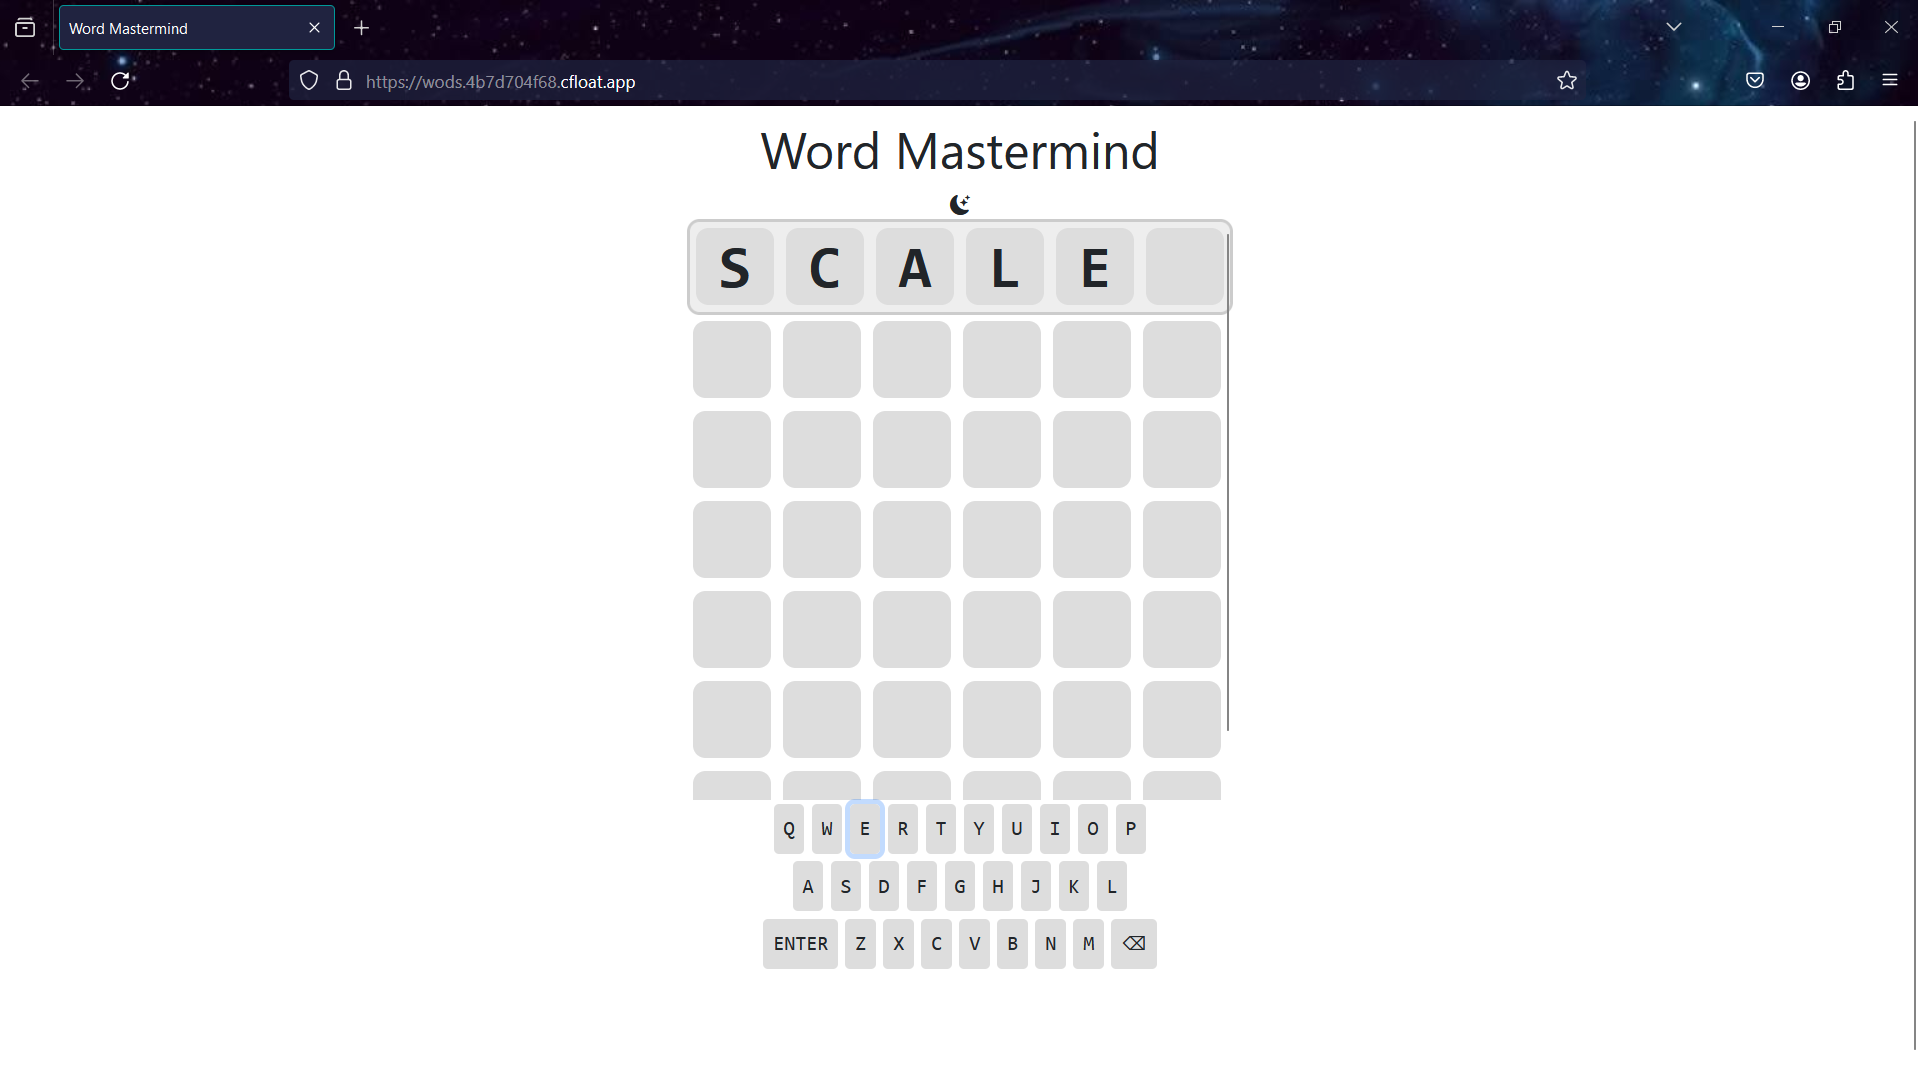 Word Mastermind
https://wods.4b7d704f68.cfloat.app
Word Mastermind
S C A L E
Q W E R T Y U I O P
A S D F G H J K L
ENTER Z X C V B N M ⌫